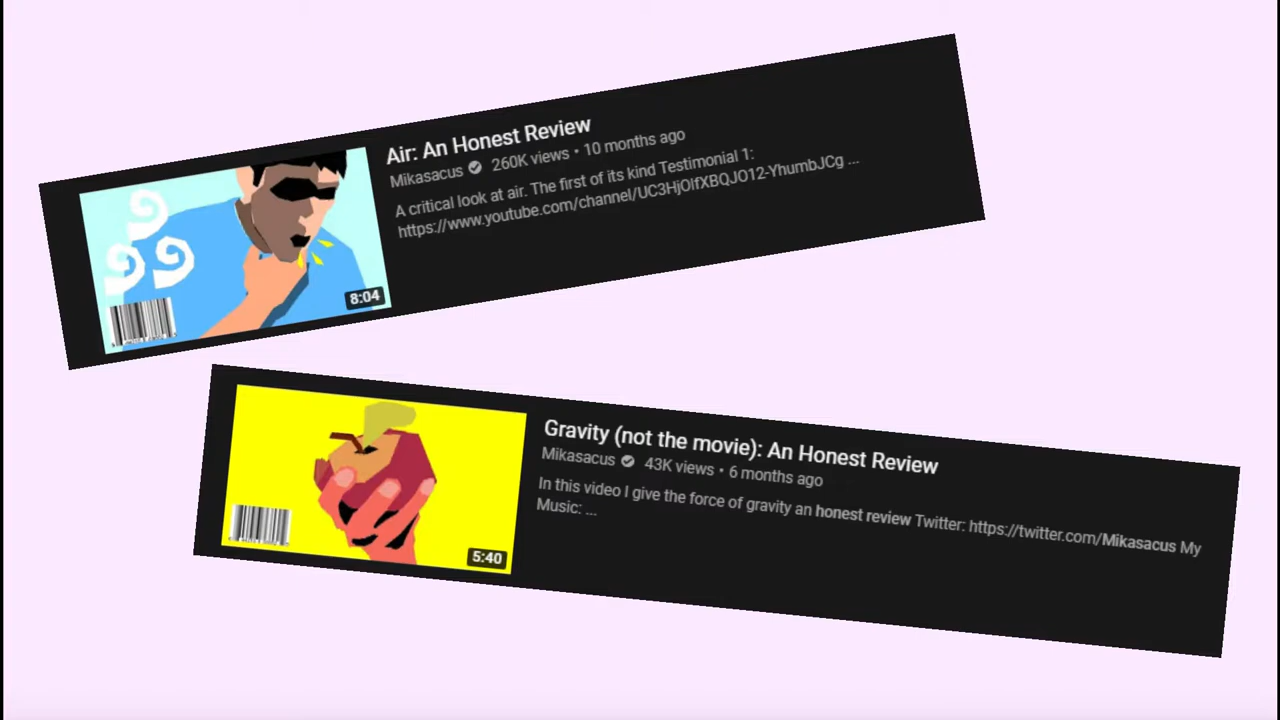 Air: An Honest Review
Mikasacus 260K views • 10 months ago
A critical look at air. The first of its kind Testimonial 1:
https://www.youtube.com/channel/UC3HjOlfXBQJO12-YhumbJCg ...
8:04
Gravity (not the movie): An Honest Review
Mikasacus 43K views • 6 months ago
In this video I give the force of gravity an honest review Twitter: https://twitter.com/Mikasacus My
Music: ...
5:40